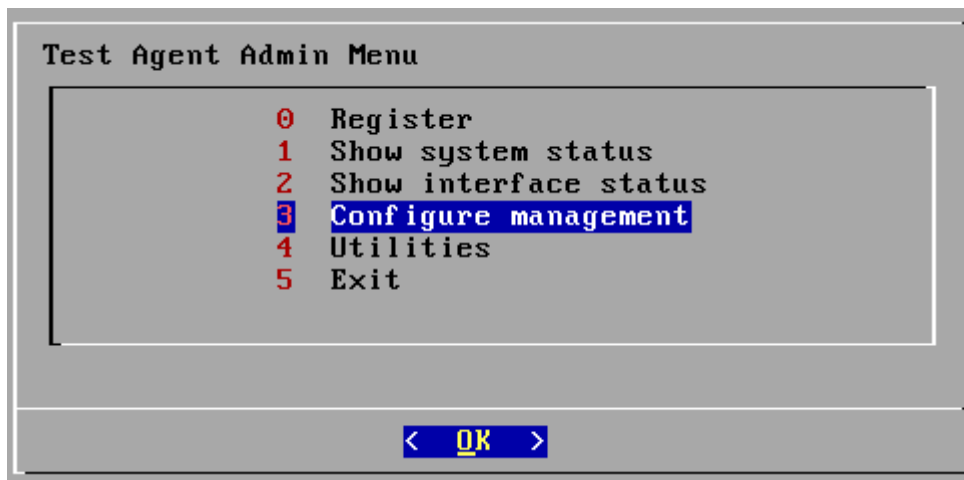 Test Agent Admin Menu
0 Register
1 Show system status
2 Show interface status
3 Configure management
4 Utilities
5 Exit
< OK >